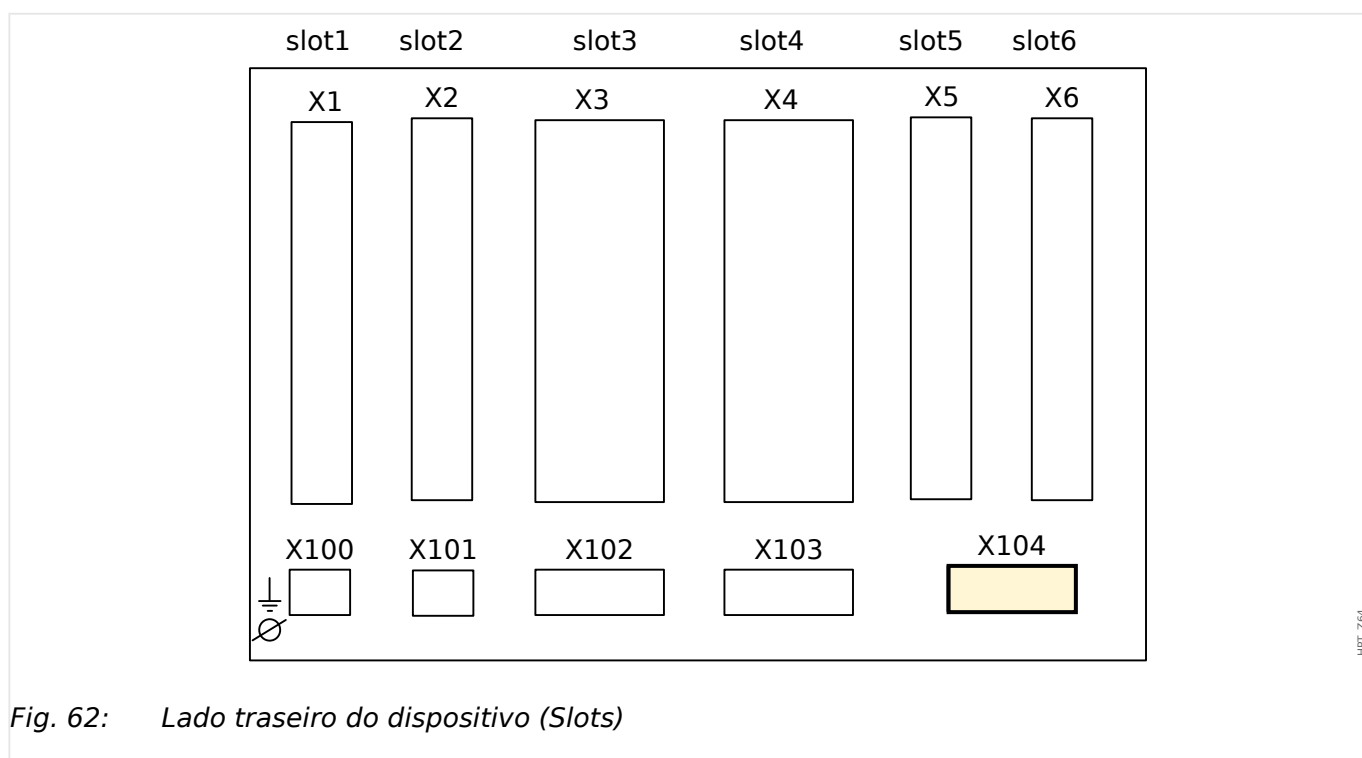 slot1 slot2 slot3 slot4 slot5 slot6
X1 X2 X3 X4 X5 X6
X100 X101 X102 X103 X104
Fig. 62: Lado traseiro do dispositivo (Slots)